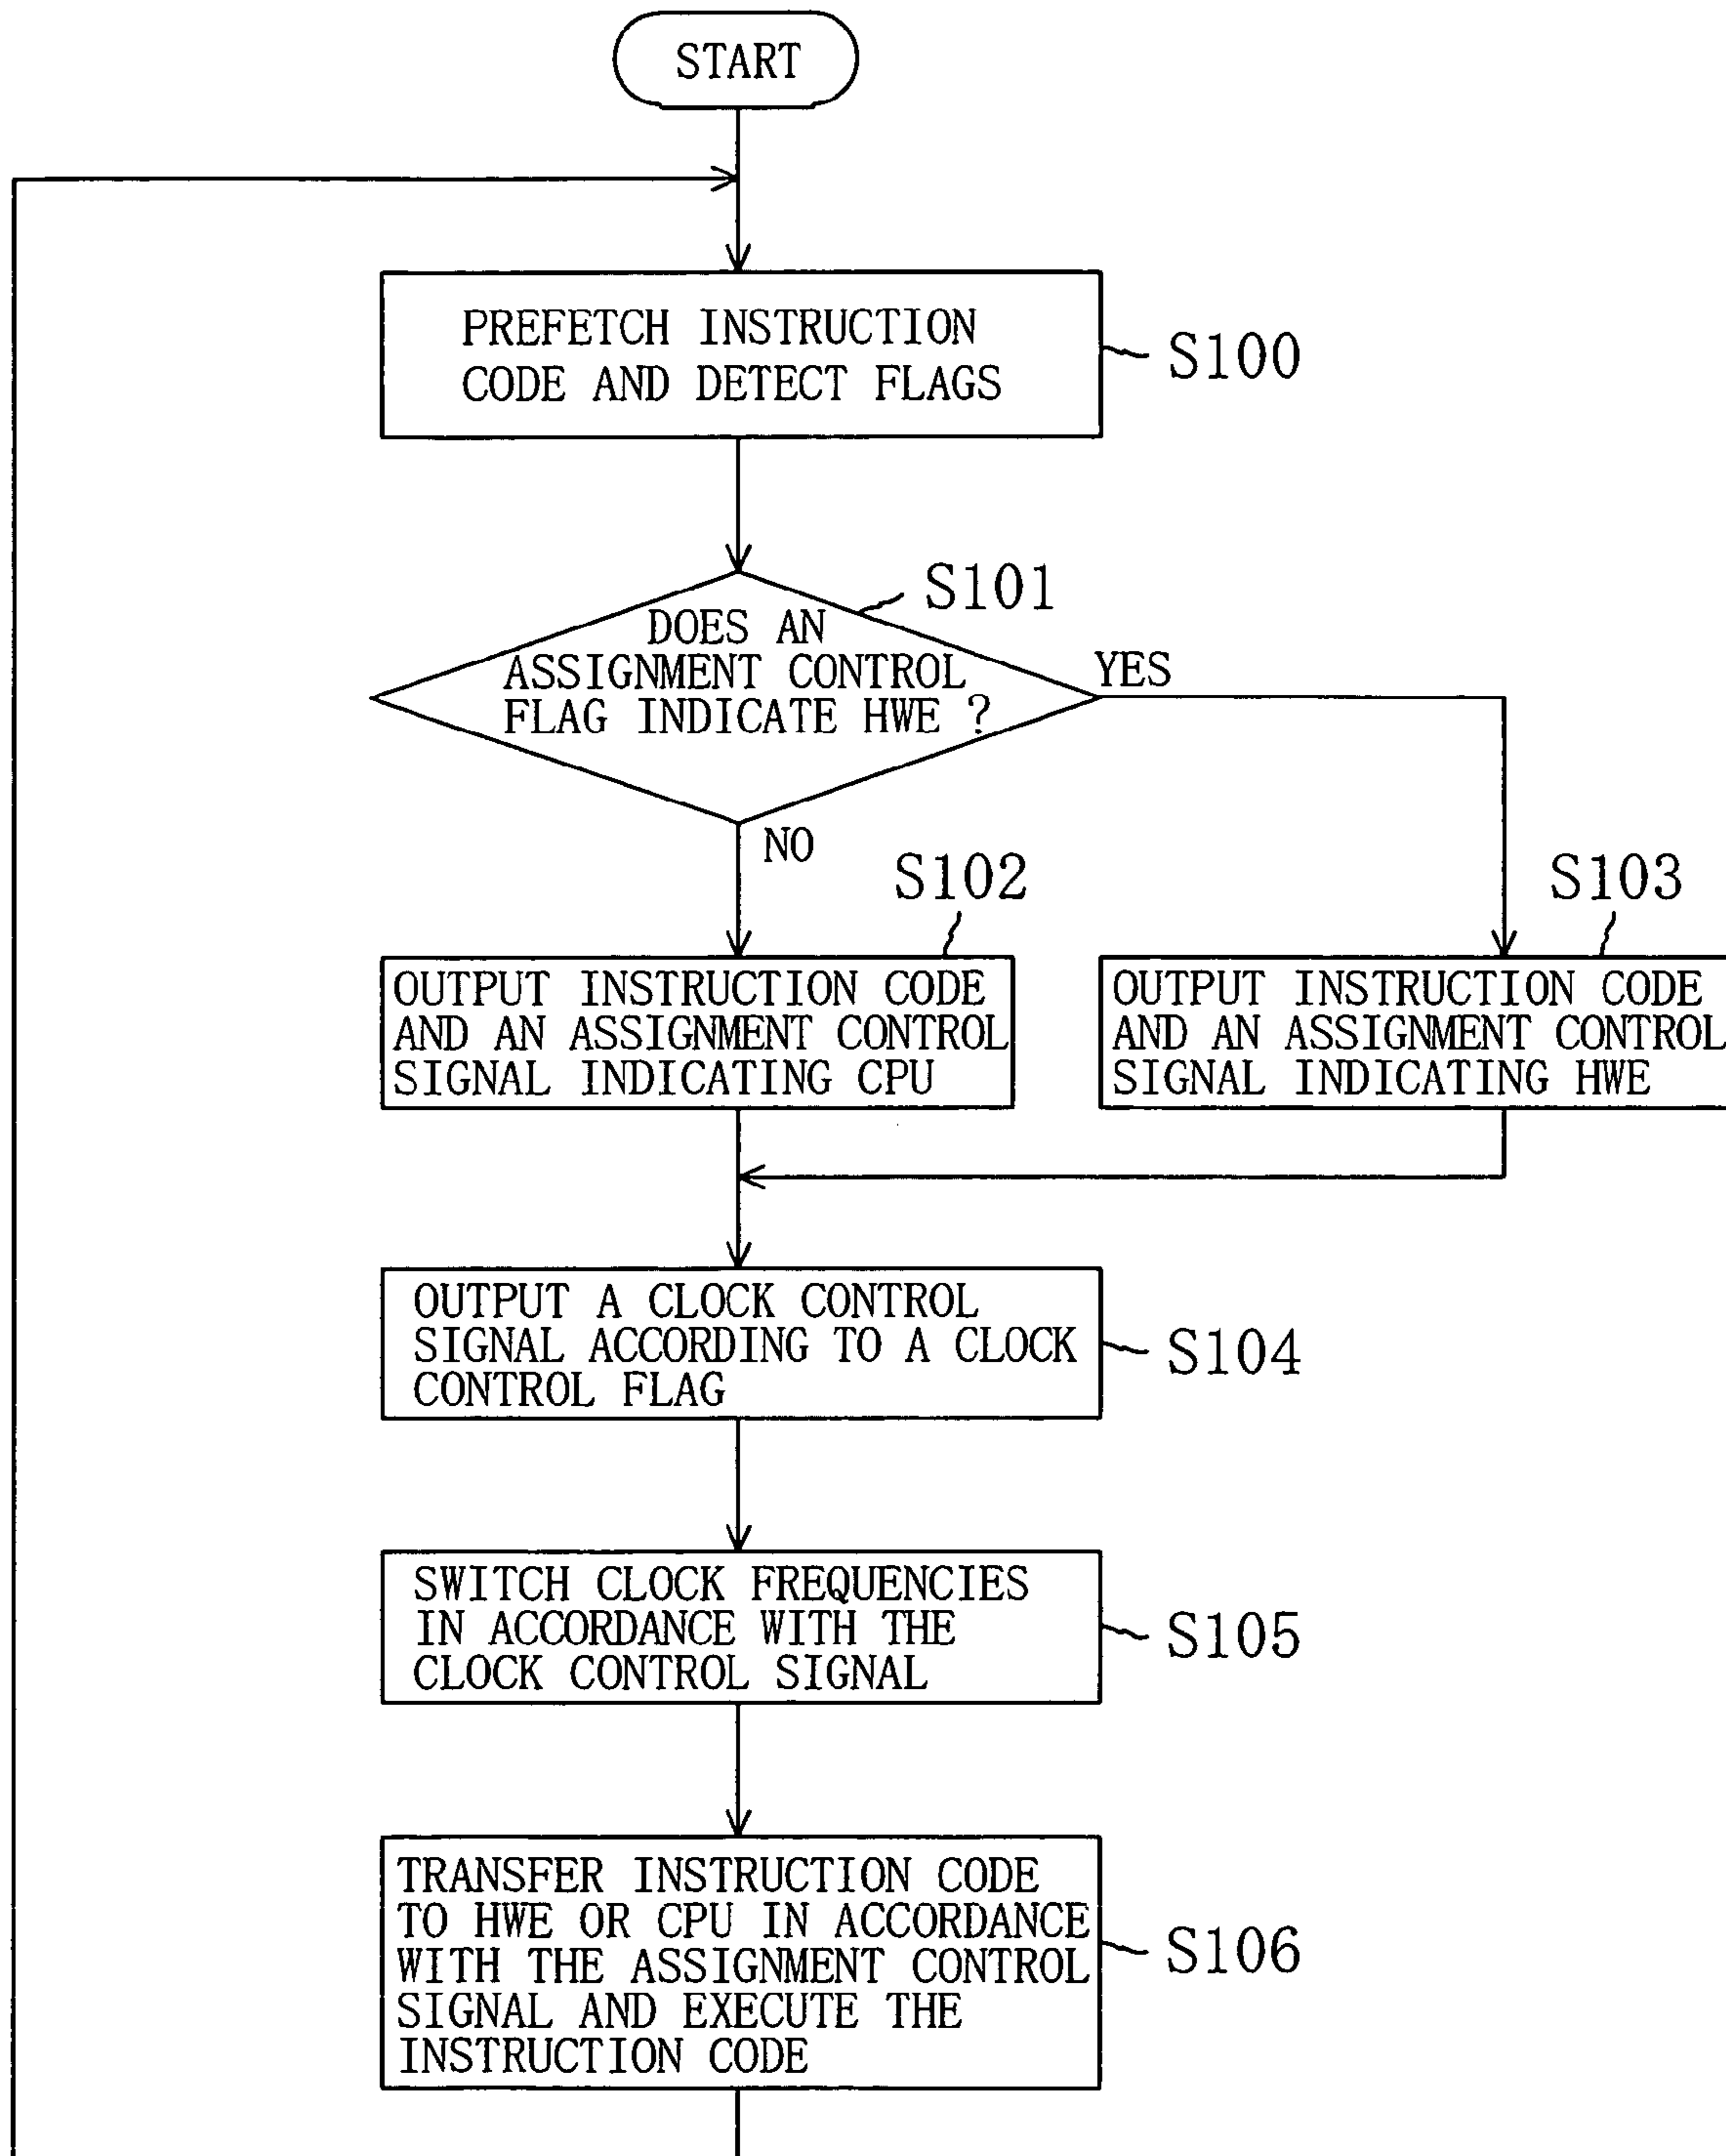 START
PREFETCH INSTRUCTION
CODE AND DETECT FLAGS
S100
S101
DOES AN
ASSIGNMENT CONTROL
FLAG INDICATE HWE ?
YES
NO
S102
S103
OUTPUT INSTRUCTION CODE
AND AN ASSIGNMENT CONTROL
SIGNAL INDICATING CPU
OUTPUT INSTRUCTION CODE
AND AN ASSIGNMENT CONTROL
SIGNAL INDICATING HWE
OUTPUT A CLOCK CONTROL
SIGNAL ACCORDING TO A CLOCK
CONTROL FLAG
S104
SWITCH CLOCK FREQUENCIES
IN ACCORDANCE WITH THE
CLOCK CONTROL SIGNAL
S105
TRANSFER INSTRUCTION CODE
TO HWE OR CPU IN ACCORDANCE
WITH THE ASSIGNMENT CONTROL
SIGNAL AND EXECUTE THE
INSTRUCTION CODE
S106